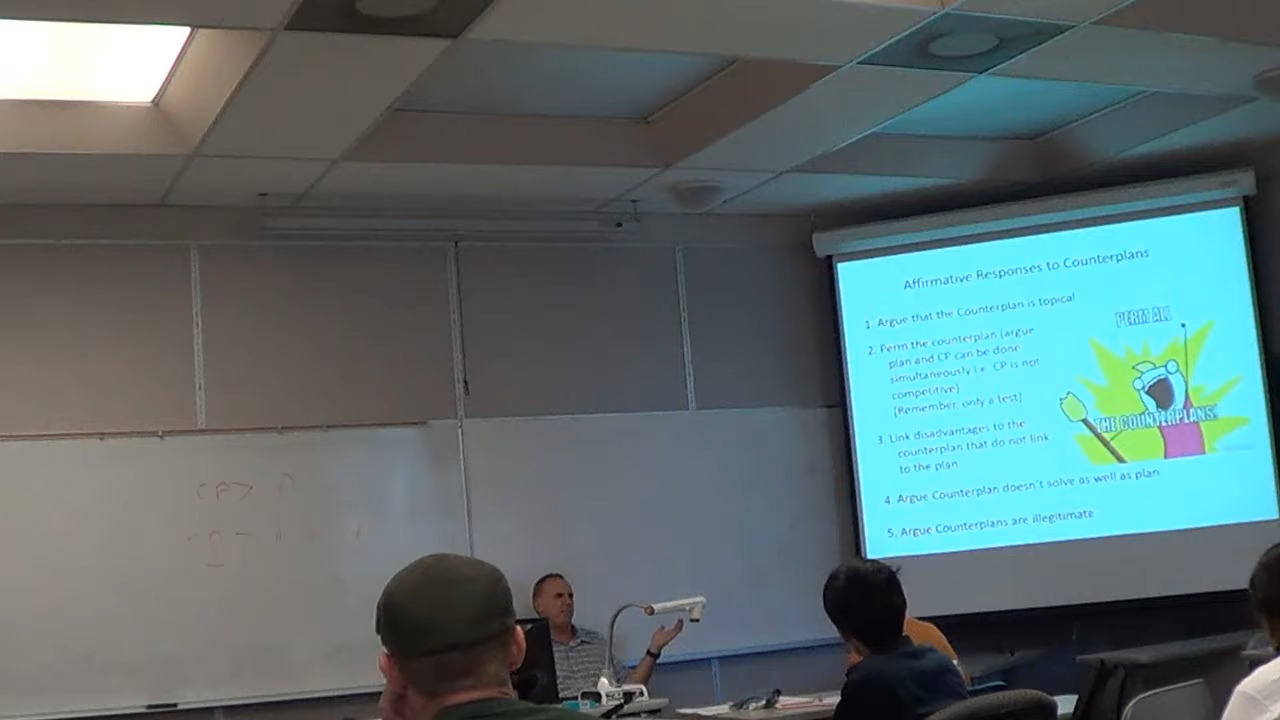 Affirmative Responses to Counterplans
1. Argue that the Counterplan is topical
2. Perm the counterplan (argue
plan and CP can be done
simultaneously i.e. CP is not
competitive)
[Remember, only a test]
3. Link disadvantages to the
counterplan that do not link
to the plan
4. Argue Counterplan doesn't solve as well as plan
5. Argue Counterplans are illegitimate
PERM ALL
THE COUNTERPLANS!
CP >